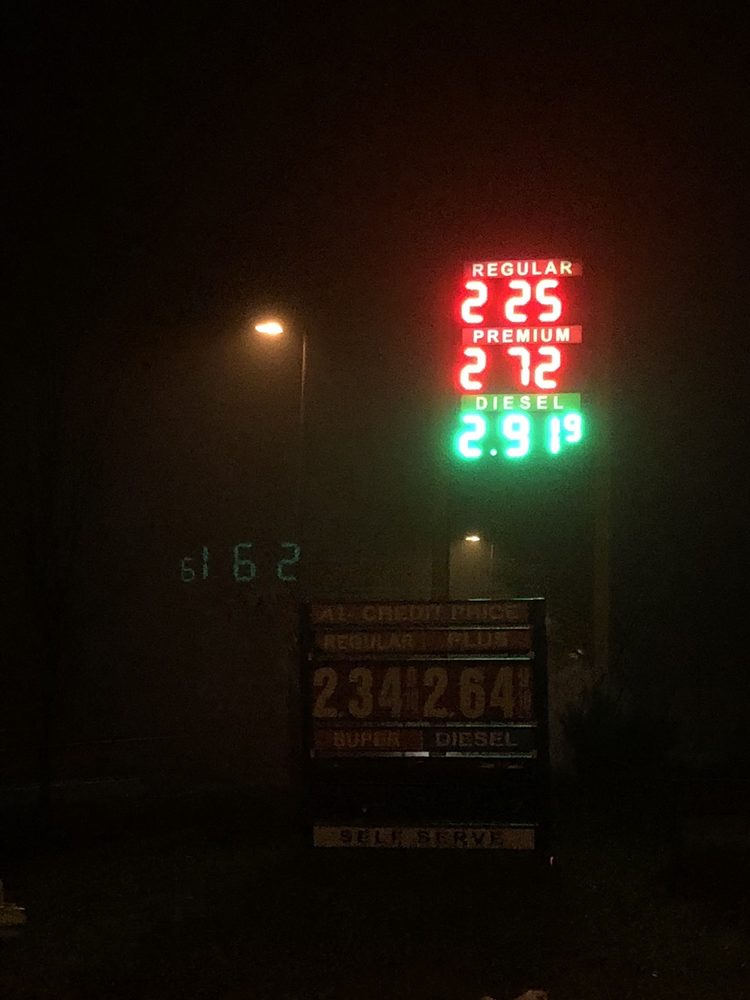 REGULAR
2 25
PREMIUM
2 72
DIESEL
2.91 9
CREDIT PRICE
REGULAR PLUS
2.34 2.64
SUPER DIESEL
SELF SERVE